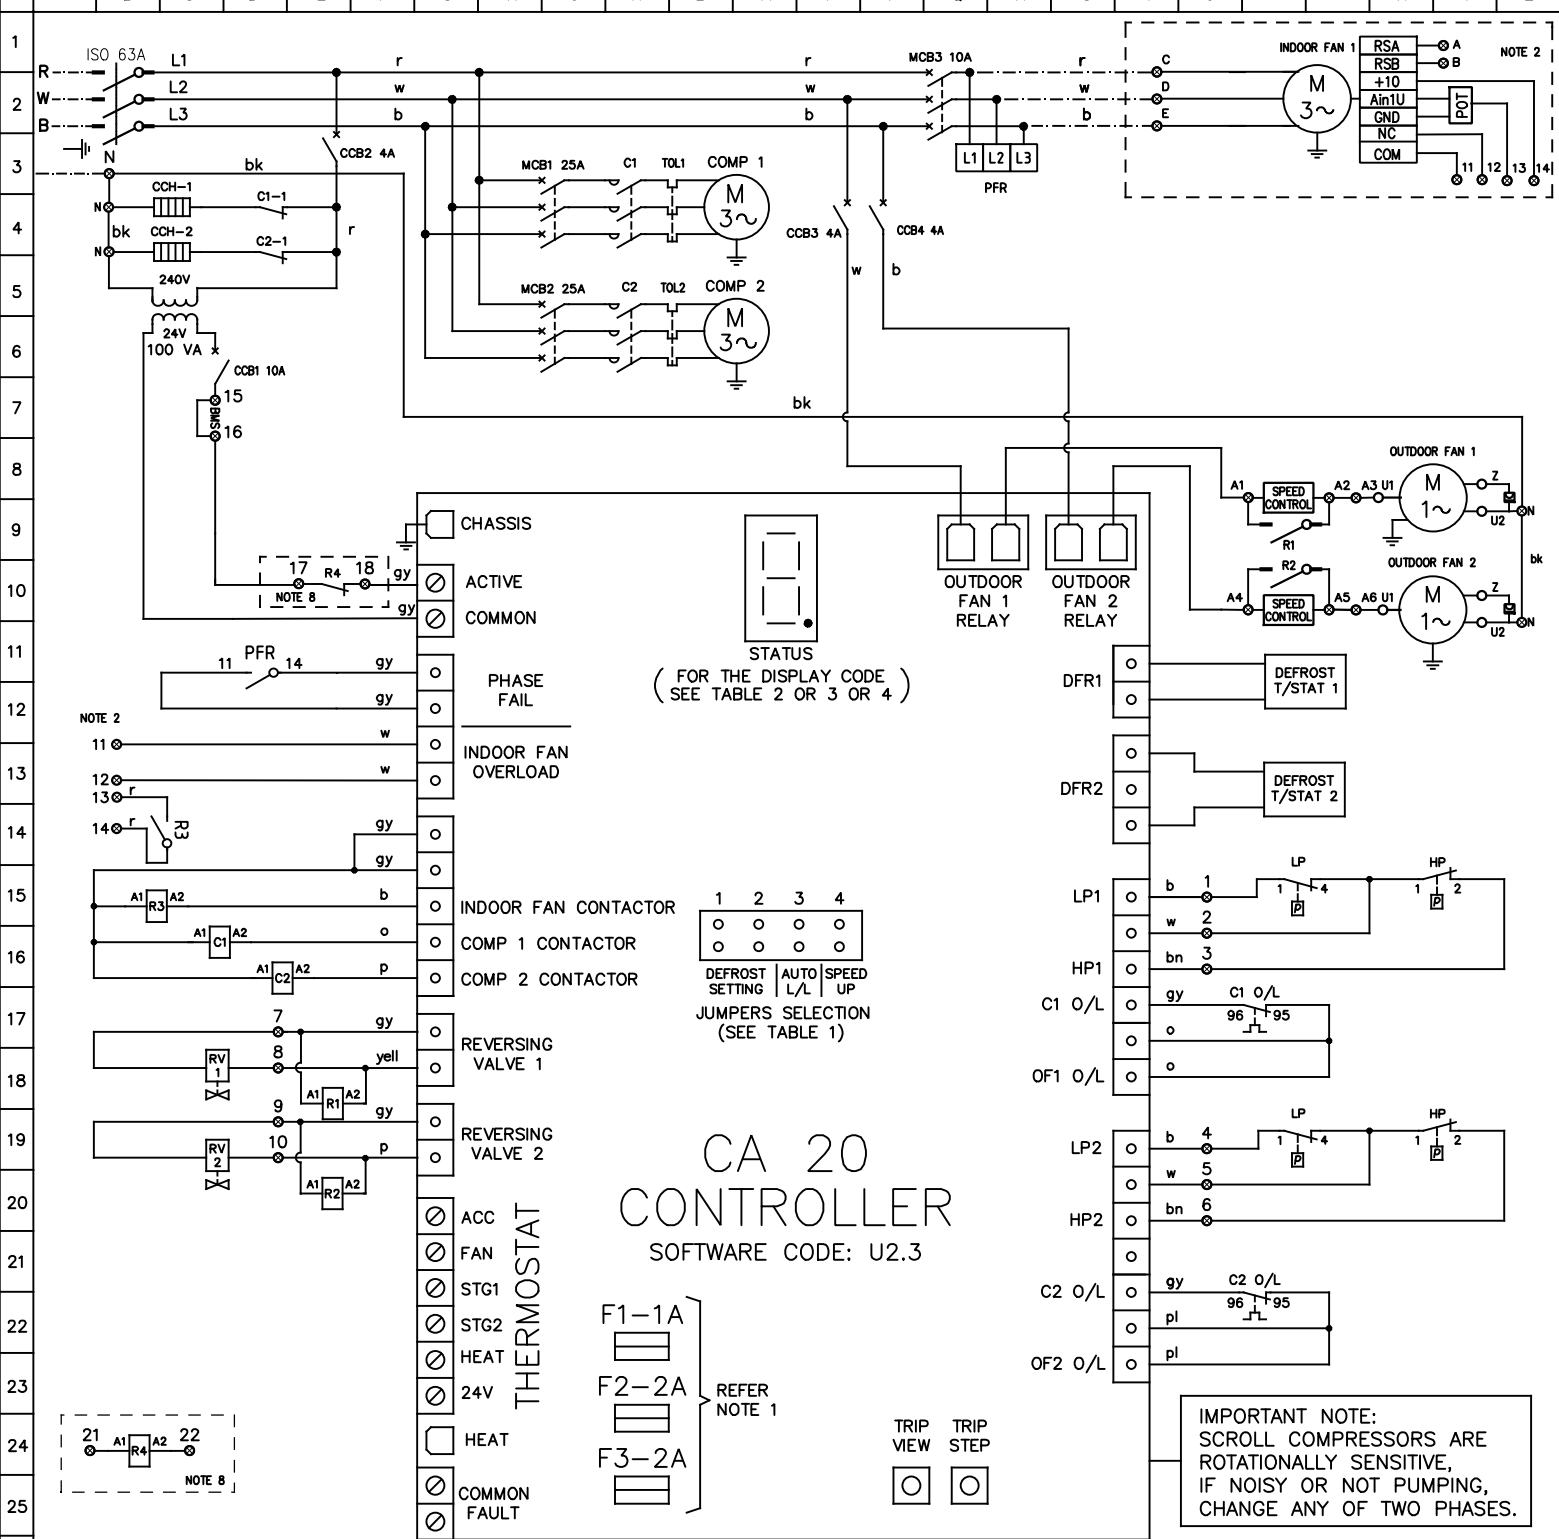 1
ISO 63A
L1
r
r
MCB3 10A
r
C
INDOOR FAN 1
RSA
A
NOTE 2
R
RSB
B
2
W
L2
w
w
w
D
M
3~
+10
Ain1U
POT
B
L3
b
b
b
E
GND
NC
COM
11
12
13
14
3
N
bk
CCB2 4A
MCB1 25A
C1
TOL1
COMP 1
L1
L2
L3
PFR
CCH-1
C1-1
M
3~
4
N
bk
CCH-2
C2-1
r
CCB3 4A
CCB4 4A
N
w
b
5
240V
MCB2 25A
C2
TOL2
COMP 2
24V
M
3~
6
100 VA
CCB1 10A
7
15
BMS
16
bk
8
OUTDOOR FAN 1
A1
SPEED
CONTROL
A2
A3
U1
M
1~
Z
U2
N
9
CHASSIS
R1
bk
10
17
R4
18
NOTE 8
gy
ACTIVE
OUTDOOR
FAN 1
RELAY
OUTDOOR
FAN 2
RELAY
R2
OUTDOOR FAN 2
gy
COMMON
A4
SPEED
CONTROL
A5
A6
U1
M
1~
Z
U2
N
11
PFR
11
14
gy
PHASE
FAIL
STATUS
( FOR THE DISPLAY CODE
SEE TABLE 2 OR 3 OR 4 )
DFR1
DEFROST
T/STAT 1
12
gy
NOTE 2
11
w
INDOOR FAN
OVERLOAD
13
12
w
DFR2
DEFROST
T/STAT 2
13
r
14
14
r
R3
gy
gy
15
A1
R3
A2
b
INDOOR FAN CONTACTOR
1
2
3
4
LP1
b
1
LP
1
4
P
HP
1
2
P
w
2
16
A1
C1
A2
o
COMP 1 CONTACTOR
HP1
bn
3
A1
C2
A2
p
COMP 2 CONTACTOR
DEFROST
SETTING
AUTO
L/L
SPEED
UP
17
7
gy
JUMPERS SELECTION
(SEE TABLE 1)
C1 O/L
gy
C1 O/L
96
95
o
REVERSING
VALVE 1
RV
1
8
yell
18
OF1 O/L
o
A1
R1
A2
19
9
gy
REVERSING
VALVE 2
RV
2
10
p
CA 20
CONTROLLER
SOFTWARE CODE: U2.3
LP2
b
4
LP
1
4
P
HP
1
2
P
w
5
20
A1
R2
A2
HP2
bn
6
ACC
21
FAN
THERMOSTAT
STG1
C2 O/L
gy
C2 O/L
96
95
22
STG2
F1-1A
pl
HEAT
OF2 O/L
pl
23
24V
F2-2A
REFER
NOTE 1
24
21
A1
R4
A2
22
NOTE 8
HEAT
F3-2A
TRIP
VIEW
TRIP
STEP
IMPORTANT NOTE:
SCROLL COMPRESSORS ARE
ROTATIONALLY SENSITIVE,
IF NOISY OR NOT PUMPING,
CHANGE ANY OF TWO PHASES.
25
COMMON
FAULT